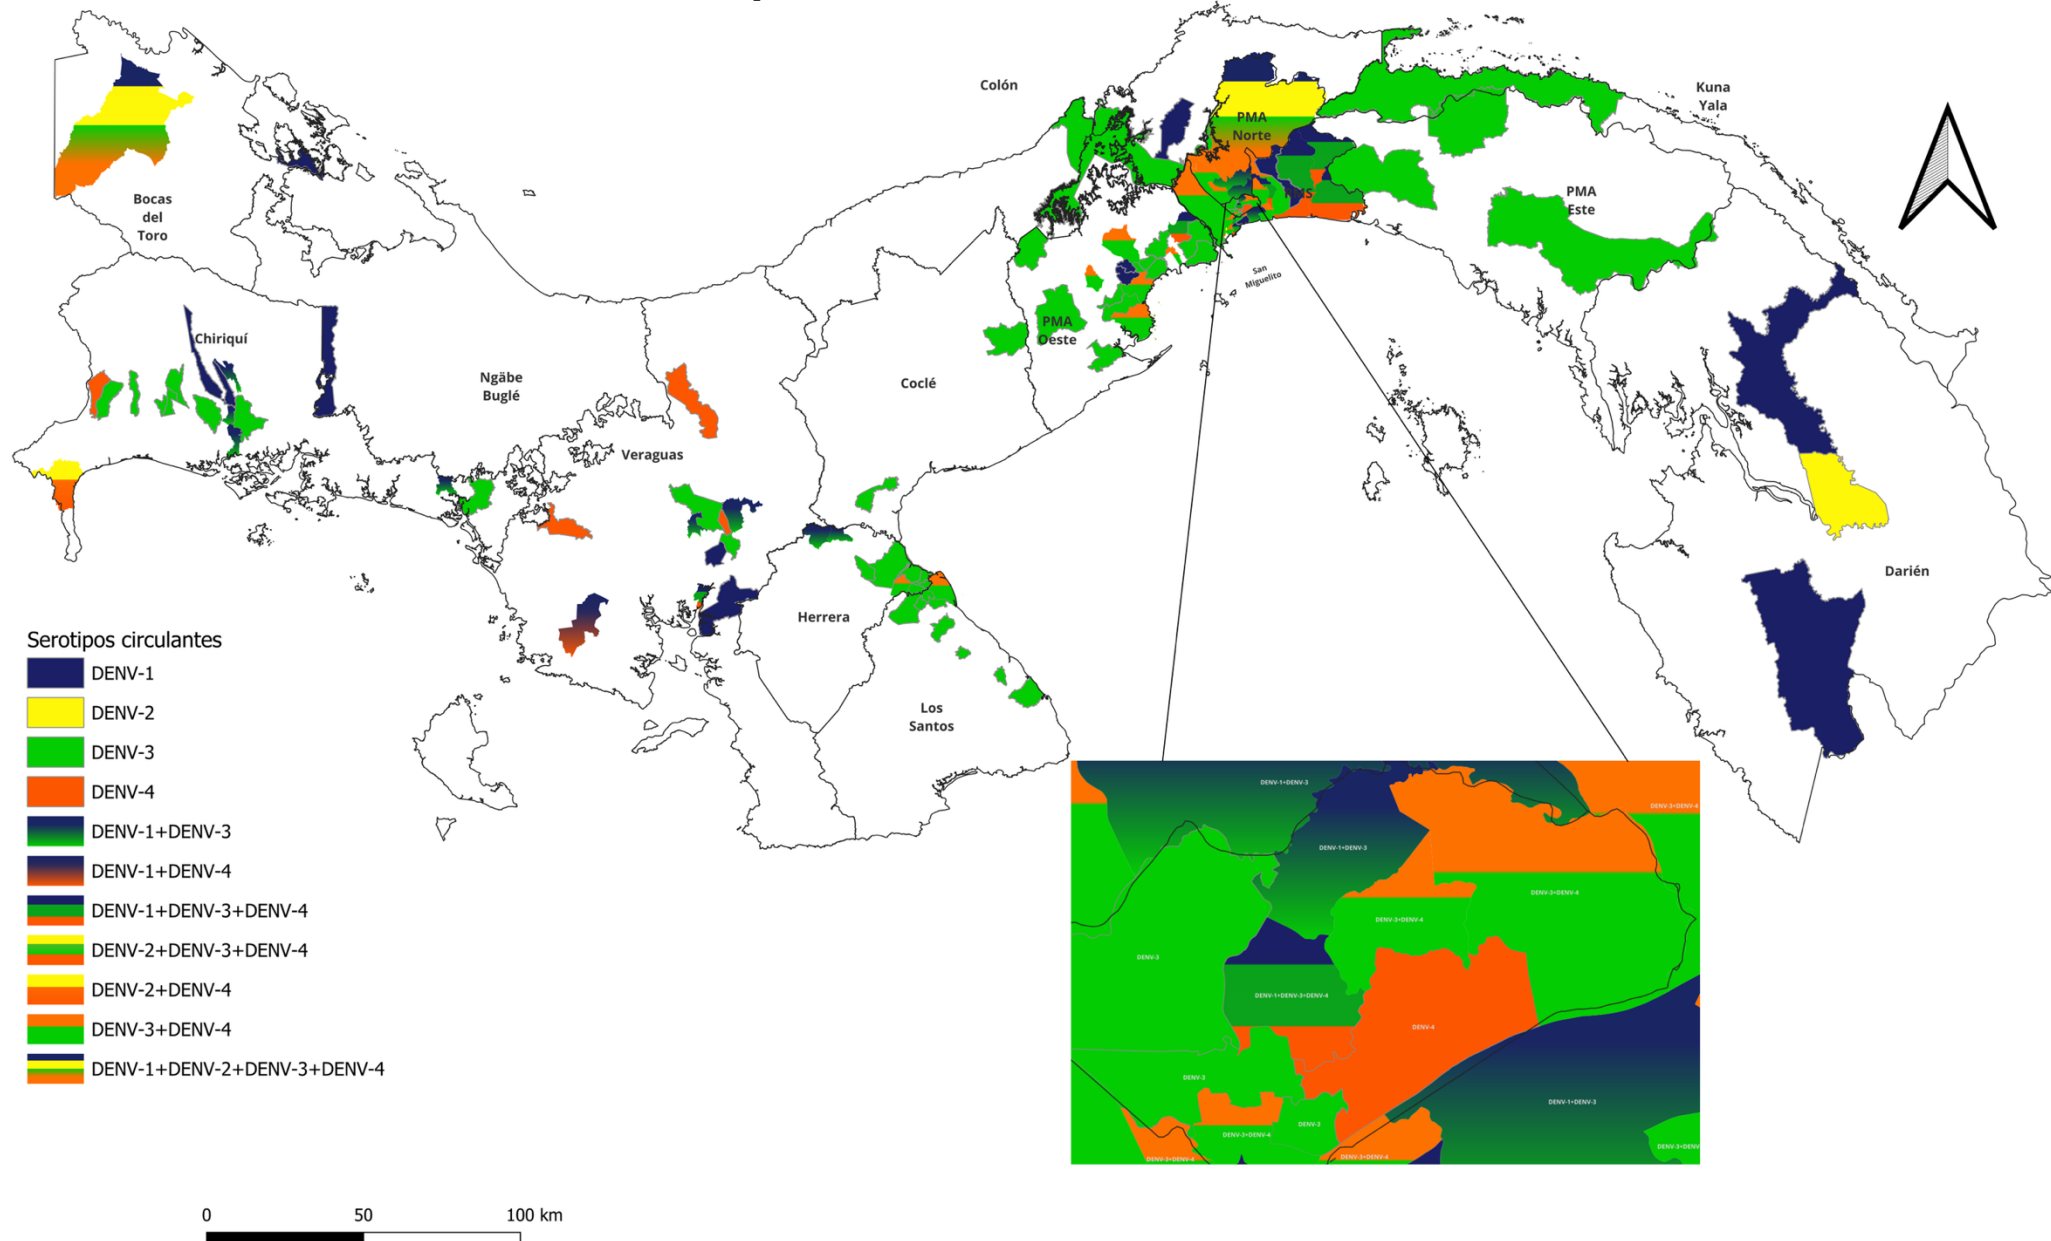 Colón
Kuna
Yala
PMA
Norte
PMA
Este
Bocas
del
Toro
San
Miguelito
Chiriquí
PMA
Oeste
Ngäbe
Buglé
Coclé
Veraguas
Darién
Herrera
Los
Santos
Serotipos circulantes
DENV-1
DENV-2
DENV-3
DENV-4
DENV-1+DENV-3
DENV-1+DENV-4
DENV-1+DENV-3+DENV-4
DENV-2+DENV-3+DENV-4
DENV-2+DENV-4
DENV-3+DENV-4
DENV-1+DENV-2+DENV-3+DENV-4
DENV-1+DENV-3
DENV-3+DENV-4
DENV-1+DENV-3
DENV-3+DENV-4
DENV-3+DENV-4
DENV-3
DENV-1+DENV-3+DENV-4
DENV-4
DENV-3
DENV-1+DENV-3
DENV-3
DENV-3+DENV-4
DENV-3+DENV-4
DENV-3+DENV-4
DENV-3+DENV
0 50 100 km